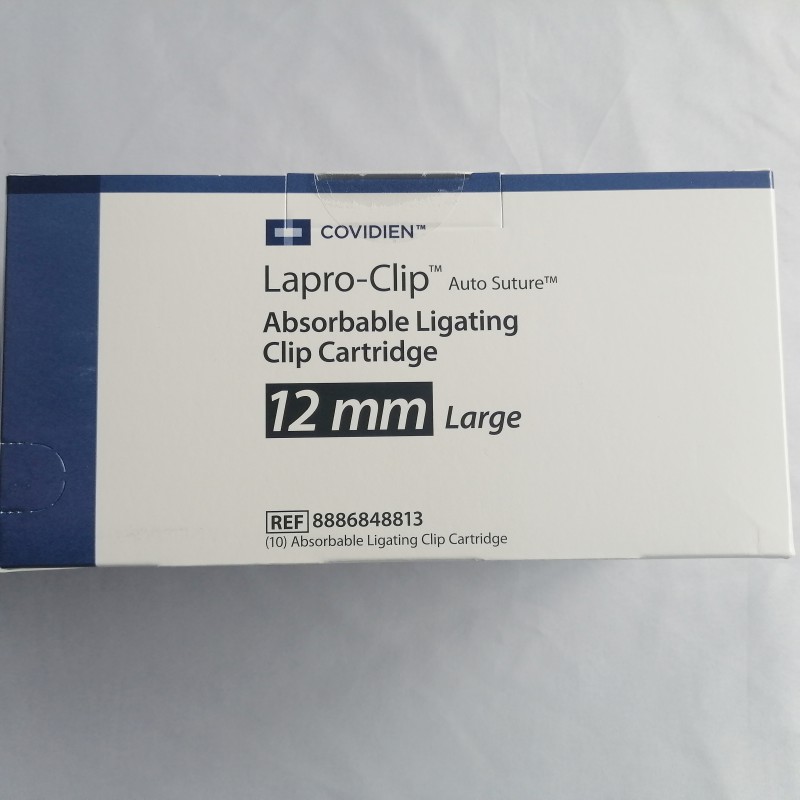 COVIDIEN™
Lapro-Clip™ Auto Suture™
Absorbable Ligating
Clip Cartridge
12 mm Large
REF 8886848813
(10) Absorbable Ligating Clip Cartridge